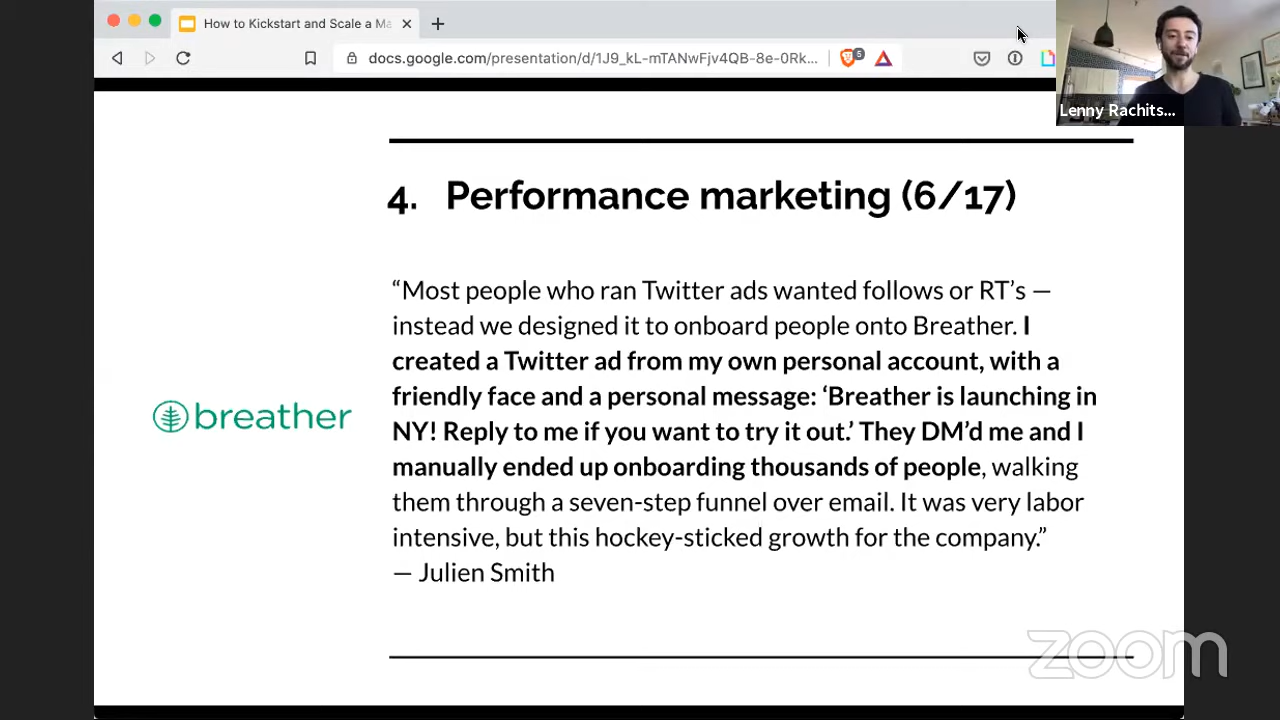 How to Kickstart and Scale a Ma
docs.google.com/presentation/d/1J9_kL-mTANwFjv4QB-8e-0Rk...
5
Lenny Rachits...
4. Performance marketing (6/17)
“Most people who ran Twitter ads wanted follows or RT’s —
instead we designed it to onboard people onto Breather. I
created a Twitter ad from my own personal account, with a
friendly face and a personal message: ‘Breather is launching in
NY! Reply to me if you want to try it out.’ They DM’d me and I
manually ended up onboarding thousands of people, walking
them through a seven-step funnel over email. It was very labor
intensive, but this hockey-sticked growth for the company.”
— Julien Smith
breather
zoom